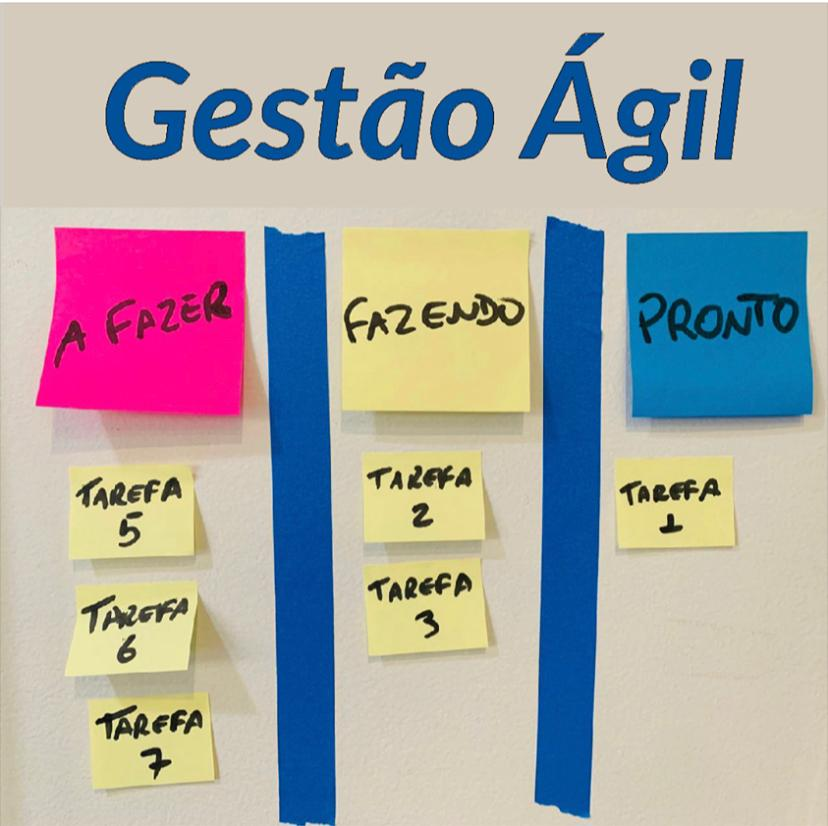 Gestão Ágil
A FAZER
FAZENDO
PRONTO
TAREFA
5
TAREFA
6
TAREFA
7
TAREFA
2
TAREFA
3
TAREFA
1